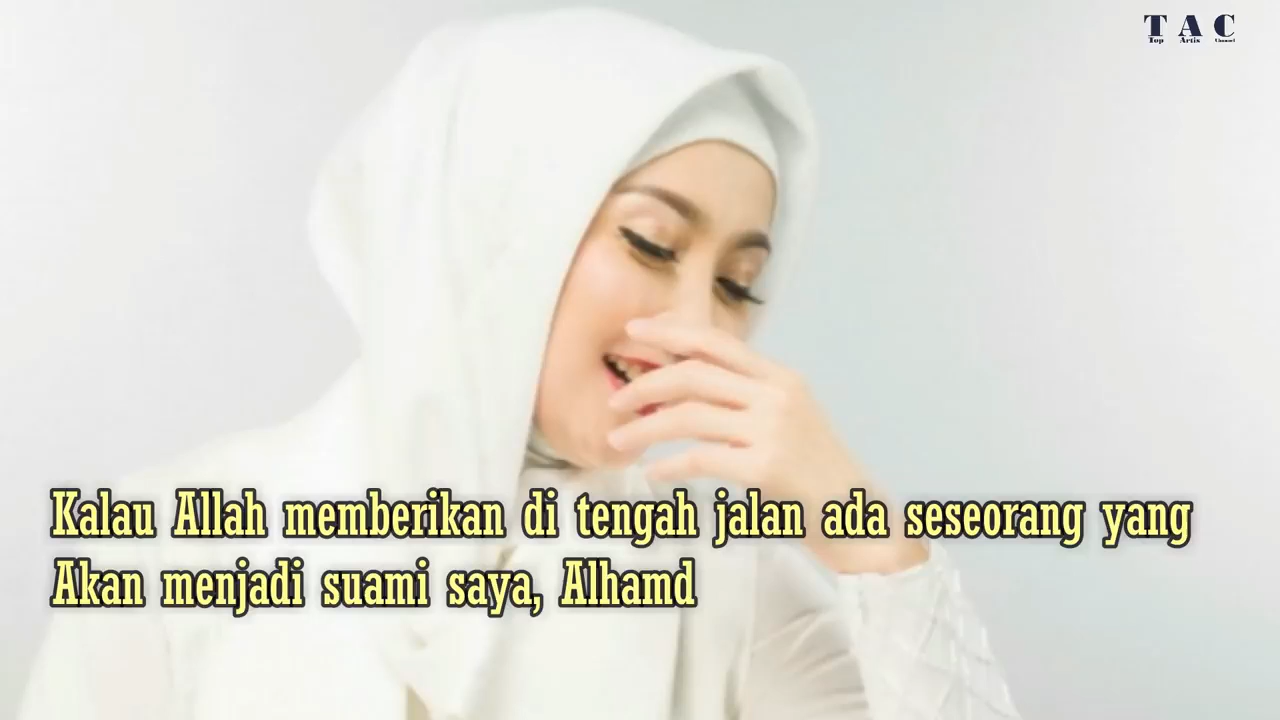 T A C
Top Artis Channel
Kalau Allah memberikan di tengah jalan ada seseorang yang
Akan menjadi suami saya, Alhamd